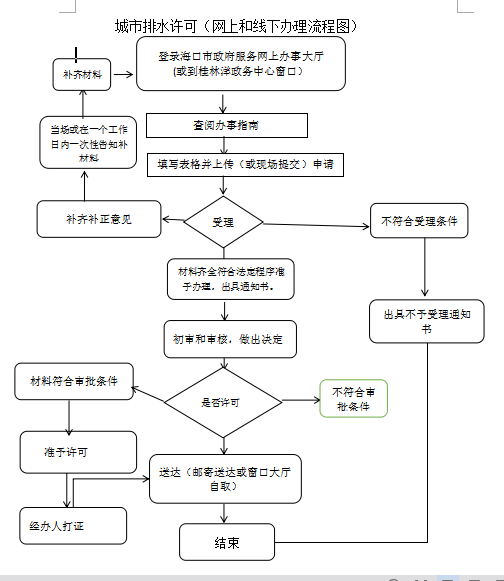 城市排水许可（网上和线下办理流程图）
登录海口市政府服务网上办事大厅
(或到桂林洋政务中心窗口）
补齐材料
查阅办事指南
当场或在一个工作
日内一次性告知补
材料
填写表格并上传（或现场提交）申请
补齐补正意见
受理
不符合受理条件
材料齐全符合法定程序准
予办理，出具通知书。
出具不予受理通知
书
初审和审核，做出决定
材料符合审批条件
是否许可
不符合审
批条件
准予许可
送达（邮寄送达或窗口大厅
自取）
经办人打证
结束